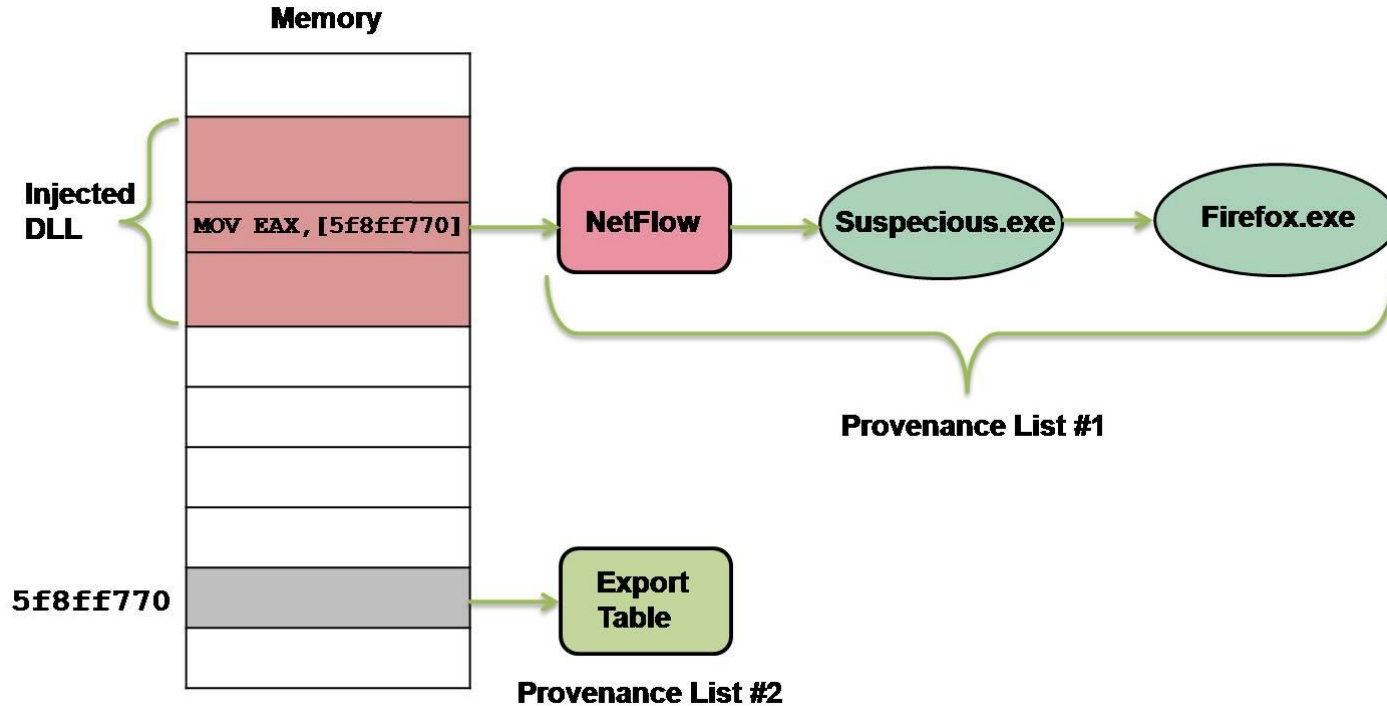 Memory
Injected
DLL
MOV EAX,[5f8ff770]
NetFlow
Suspecious.exe
Firefox.exe
Provenance List #1
5f8ff770
Export
Table
Provenance List #2